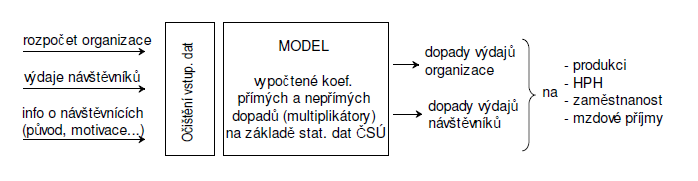 rozpočet organizace
výdaje návštěvníků
info o návštěvnících
(původ, motivace...)
Očištění vstup. dat
MODEL
vypočtené koef.
přímých a nepřímých
dopadů (multiplikátory)
na základě stat. dat ČSÚ
dopady výdajů
organizace
dopady výdajů
návštěvníků
na
- produkci
- HPH
- zaměstnanost
- mzdové příjmy